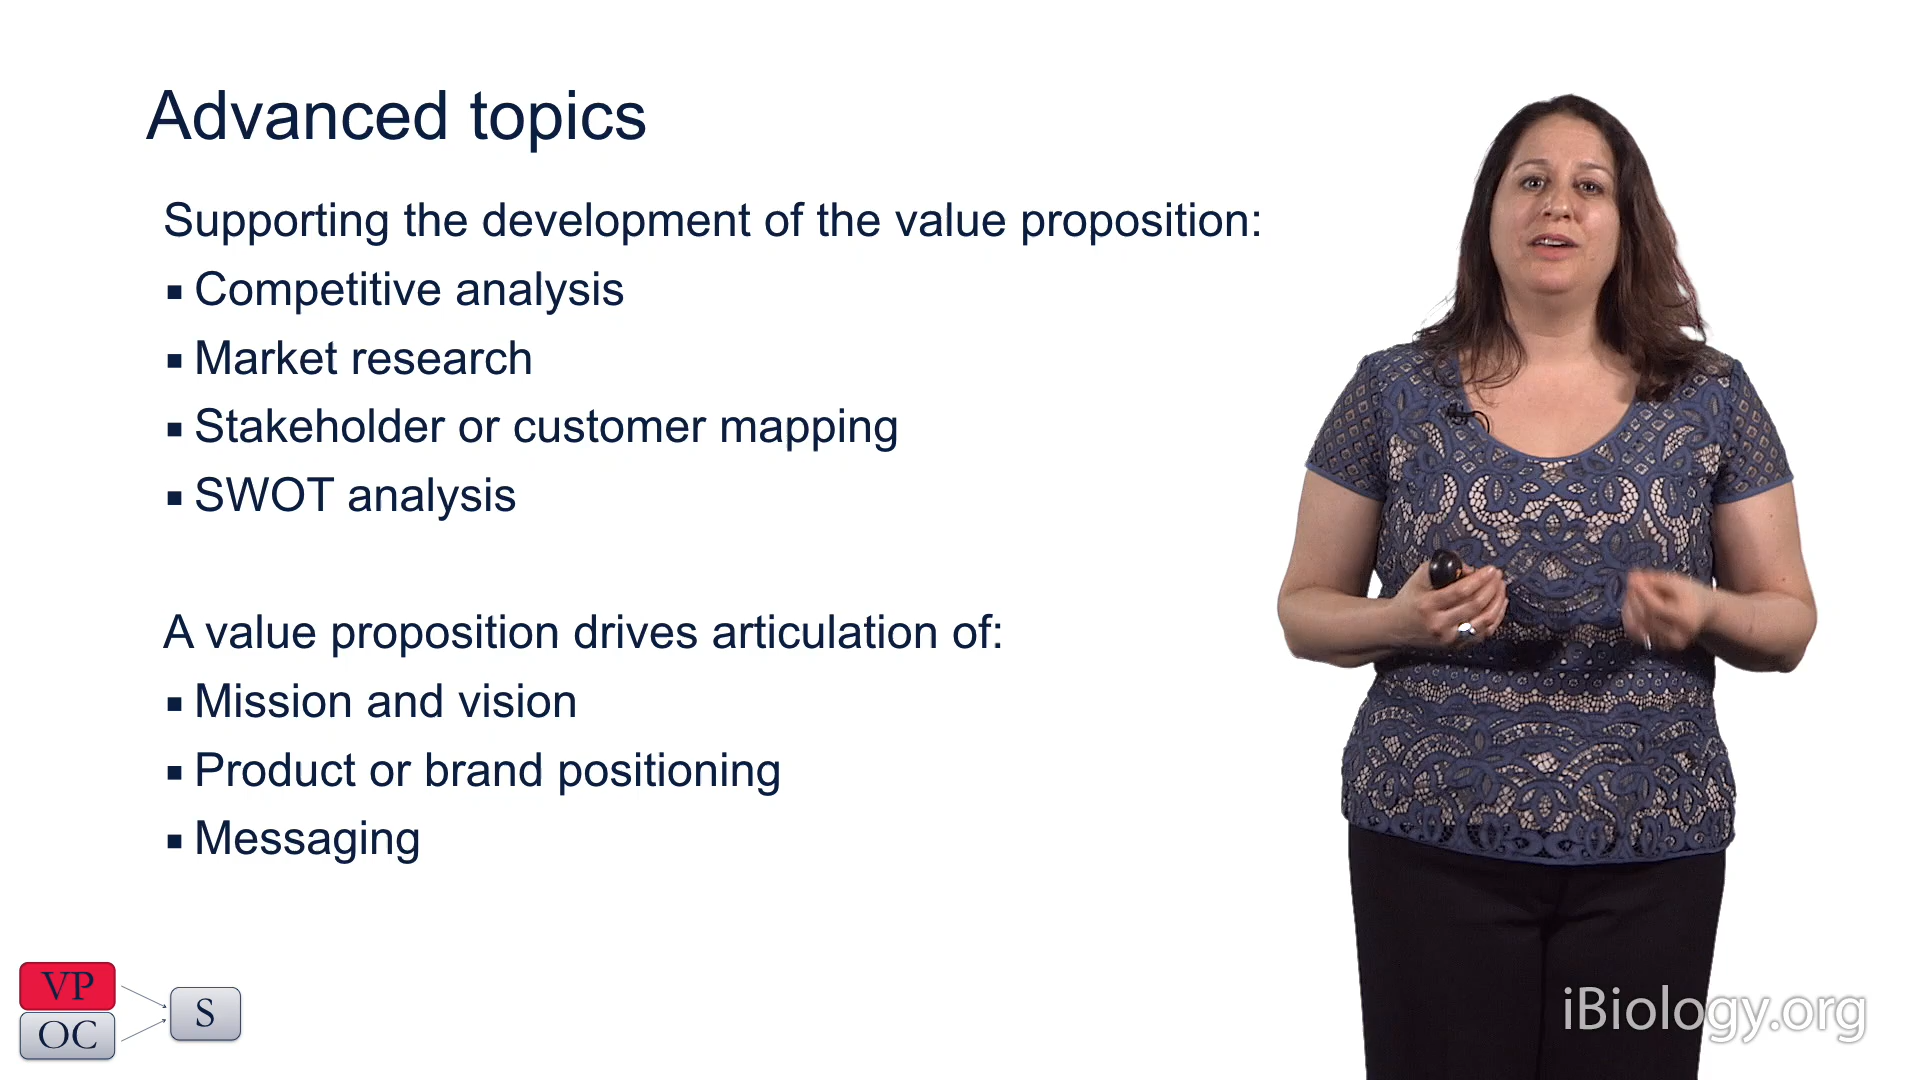 Advanced topics
Supporting the development of the value proposition:
▪ Competitive analysis
▪ Market research
▪ Stakeholder or customer mapping
▪ SWOT analysis
A value proposition drives articulation of:
▪ Mission and vision
▪ Product or brand positioning
▪ Messaging
VP
OC
S
iBiology.org